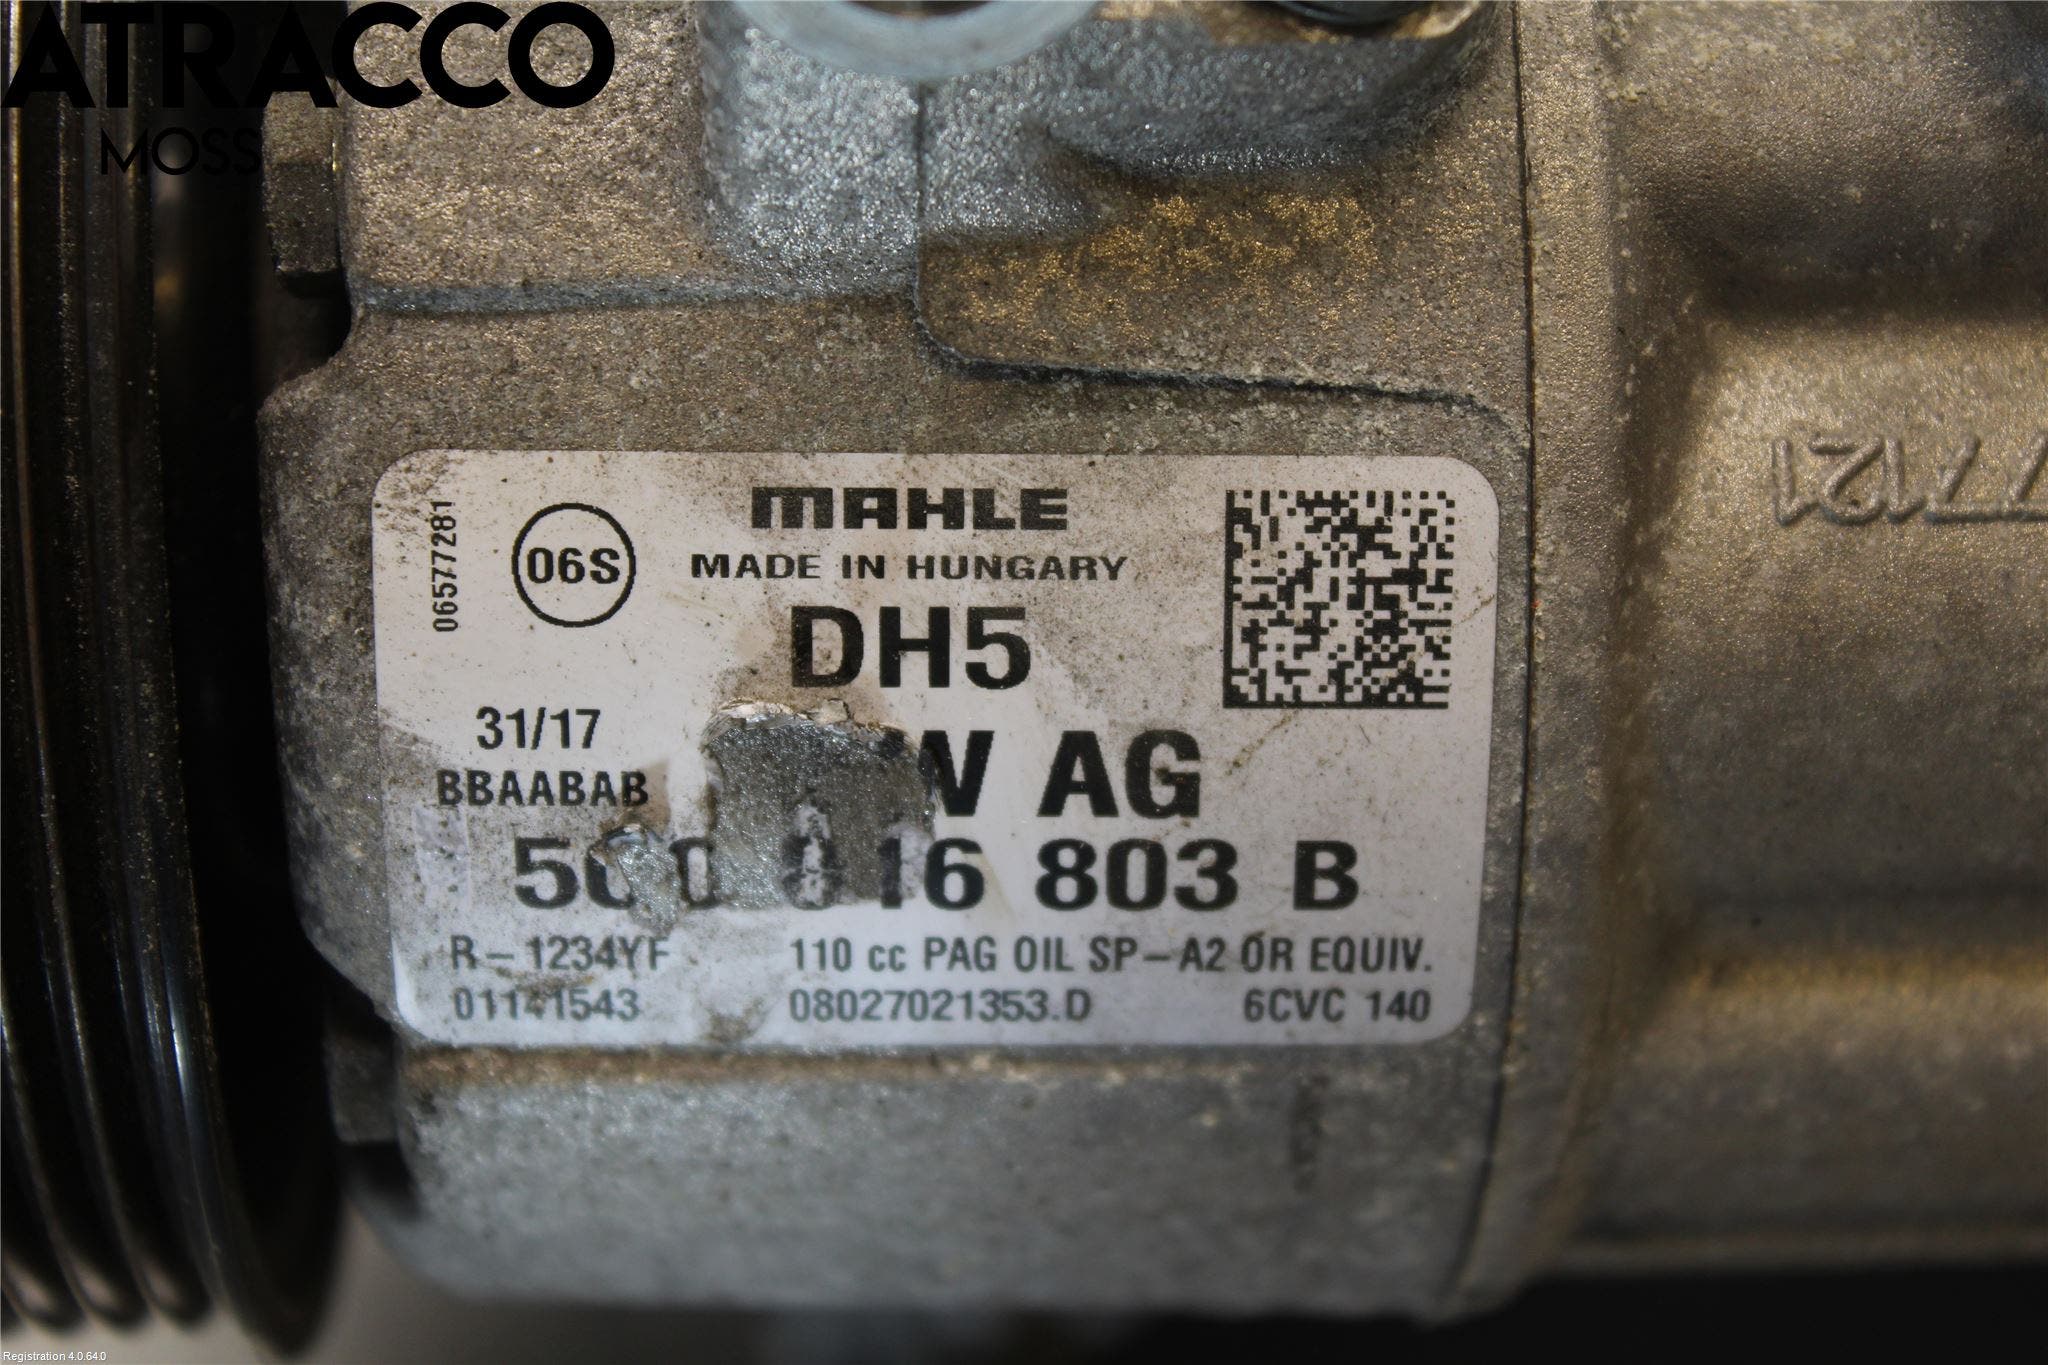 ATRACCO
MOSS
06577281
06S
MAHLE
MADE IN HUNGARY
DH5
31/17
BBAABAB
AG
803 B
R-1234YF
110 cc PAG OIL SP-A2 OR EQUIV.
01141543
08027021353.D
6CVC 140
Registration 4.0.64.0